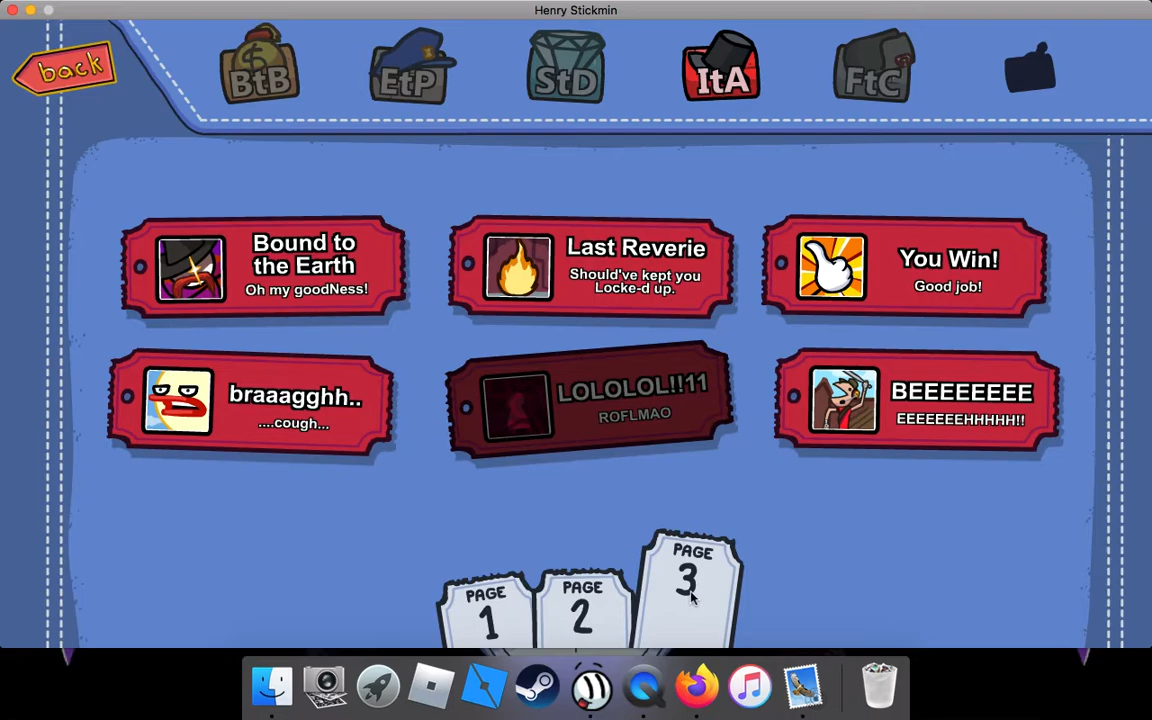 Henry Stickmin
back
BtB
EtP
StD
ItA
FtC
Bound to
the Earth
Oh my goodNess!
Last Reverie
Should've kept you
Locke-d up.
You Win!
Good job!
braaagghh..
....cough...
LOLOLOL!!11
ROFLMAO
BEEEEEEEE
EEEEEEEHHHHH!!
PAGE
1
PAGE
2
PAGE
3